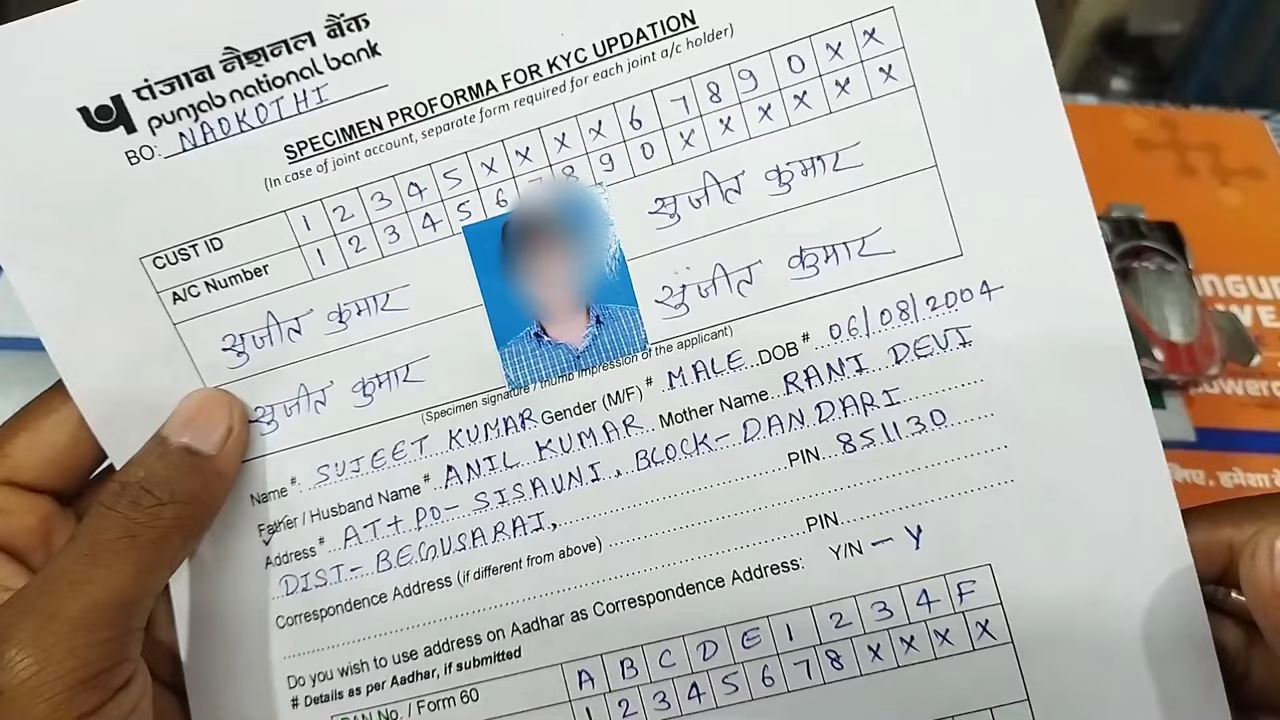 पंजाब नैशनल बैंक
punjab national bank
BO: NAOKOTHI
SPECIMEN PROFORMA FOR KYC UPDATION
(In case of joint account, separate form required for each joint a/c holder)
CUST ID 1 2 3 4 5 X X X X 6 7 8 9 0 X X
A/C Number 1 2 3 4 5 6 7 8 9 0 X X X X X X
सुजीत कुमार
सुजीत कुमार
सुजीत कुमार
सुजीत कुमार
(Specimen signature / thumb impression of the applicant)
Name #. SUJEET KUMAR Gender (M/F) # MALE DOB # 06/08/2004
Father / Husband Name # ANIL KUMAR Mother Name RANI DEVI
Address # AT+PO- SISAUNI, BLOCK- DANDARI
DIST- BEGUSARAI, PIN 851130
Correspondence Address (if different from above)
PIN
Do you wish to use address on Aadhar as Correspondence Address: Y/N - Y
# Details as per Aadhar, if submitted
PAN No. / Form 60 A B C D E 1 2 3 4 F
1 2 3 4 5 6 7 8 X X X X
लिए, हमेशा